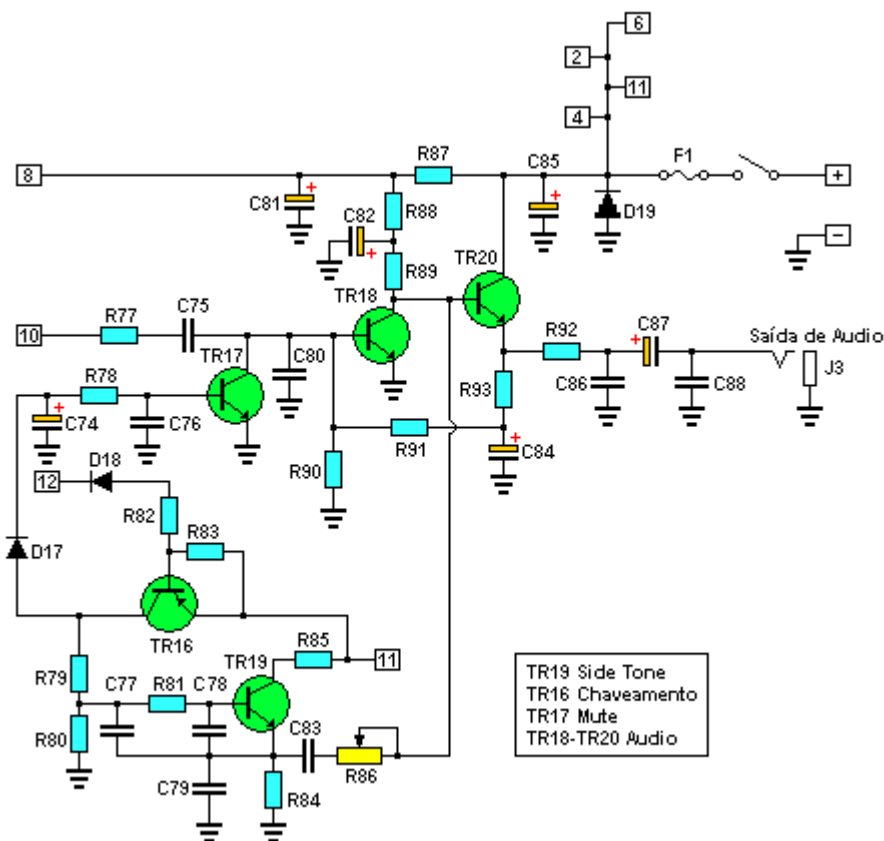 6
2
11
4
R87
C85
F1
8
+
C81
+
R88
C82
+
+
D19
+
−
R89
TR20
TR18
C75
R77
10
R92
C87
+
Saída de Audio
TR17
C80
J3
R78
+
R93
C86
C88
C74
C76
R91
+
C84
D18
R90
12
R82
R83
D17
TR16
R85
11
TR19
R79
C77
R81
C78
TR19 Side Tone
TR16 Chaveamento
TR17 Mute
TR18-TR20 Audio
C83
R80
R86
C79
R84